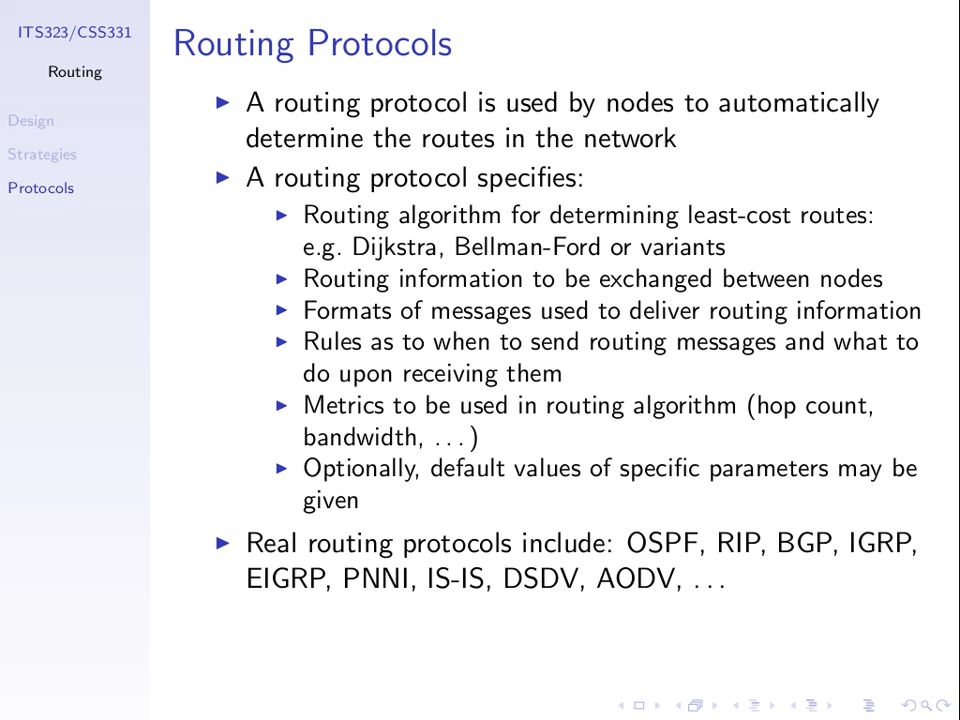 ITS323/CSS331
Routing
Design
Strategies
Protocols
Routing Protocols
A routing protocol is used by nodes to automatically
determine the routes in the network
A routing protocol specifies:
Routing algorithm for determining least-cost routes:
e.g. Dijkstra, Bellman-Ford or variants
Routing information to be exchanged between nodes
Formats of messages used to deliver routing information
Rules as to when to send routing messages and what to
do upon receiving them
Metrics to be used in routing algorithm (hop count,
bandwidth, ...)
Optionally, default values of specific parameters may be
given
Real routing protocols include: OSPF, RIP, BGP, IGRP,
EIGRP, PNNI, IS-IS, DSDV, AODV, ...